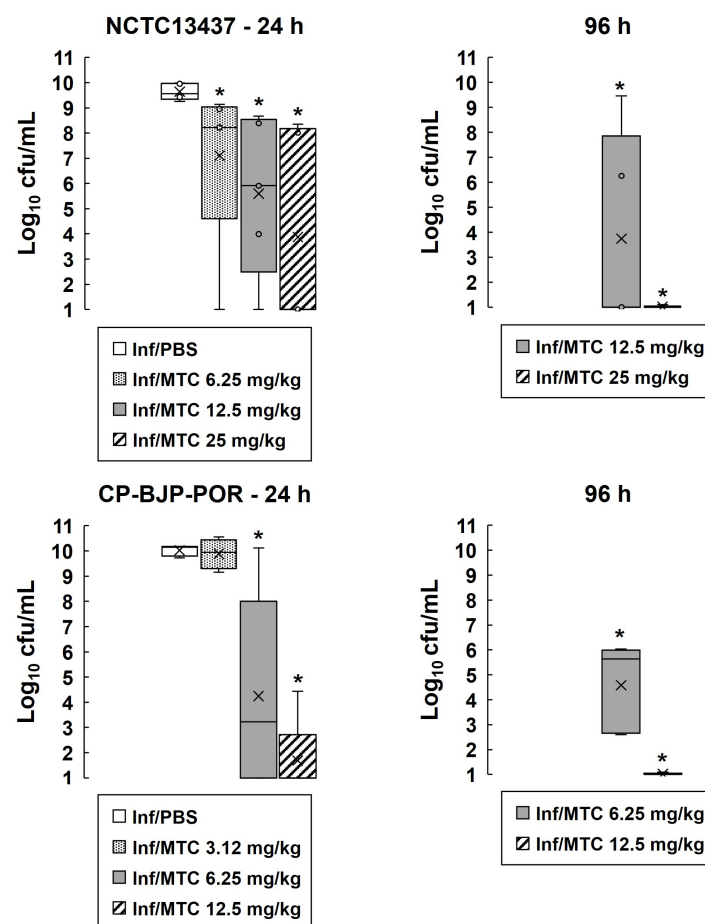 NCTC13437 - 24 h
11
10
9
8
7
6
5
4
3
2
1
Log10 cfu/mL
*
*
*
Inf/PBS
Inf/MTC 6.25 mg/kg
Inf/MTC 12.5 mg/kg
Inf/MTC 25 mg/kg
96 h
11
10
9
8
7
6
5
4
3
2
1
Log10 cfu/mL
*
*
Inf/MTC 12.5 mg/kg
Inf/MTC 25 mg/kg
CP-BJP-POR - 24 h
11
10
9
8
7
6
5
4
3
2
1
Log10 cfu/mL
*
*
Inf/PBS
Inf/MTC 3.12 mg/kg
Inf/MTC 6.25 mg/kg
Inf/MTC 12.5 mg/kg
96 h
11
10
9
8
7
6
5
4
3
2
1
Log10 cfu/mL
*
*
Inf/MTC 6.25 mg/kg
Inf/MTC 12.5 mg/kg